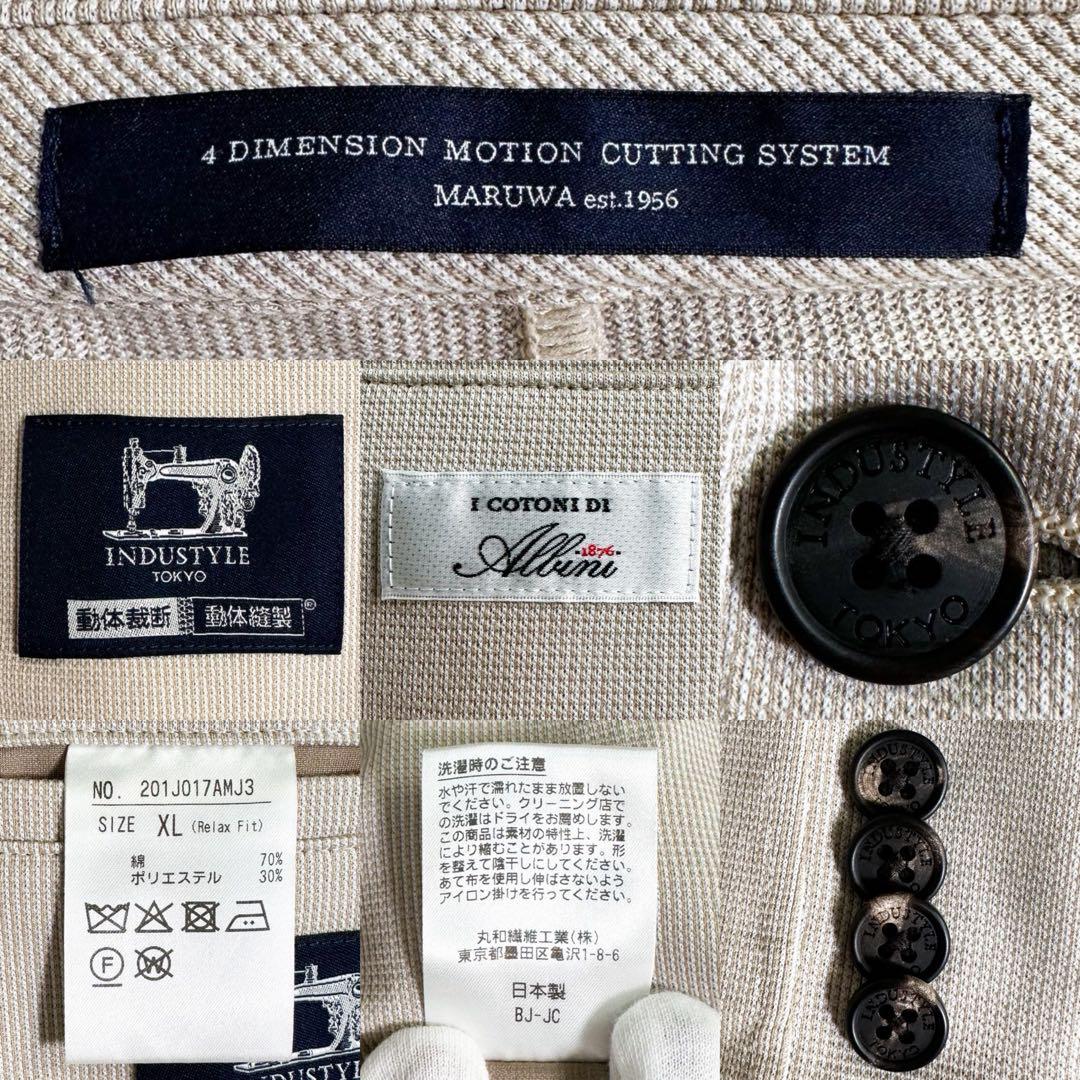 4 DIMENSION MOTION CUTTING SYSTEM
MARUWA est.1956
INDUSTYLE
TOKYO
動体裁断 動体縫製®
I COTONI DI
Albini
-1876-
INDUSTYLE
TOKYO
NO. 201J017AMJ3
SIZE XL (Relax Fit)
綿 70%
ポリエステル 30%
F
W
INDUSTY
洗濯時のご注意
水や汗で濡れたまま放置しない
でください。クリーニング店で
の洗濯はドライをお薦めします。
この商品は素材の特性上、洗濯
により縮むことがあります。形
を整えて陰干しにしてください。
あて布を使用し伸ばさないよう
アイロン掛けを行ってください。
丸和繊維工業(株)
東京都墨田区亀沢1-8-6
日本製
BJ-JC
INDUSTYLE
INDUSTYLE
INDUSTYLE
INDUSTYLE
TOKYO